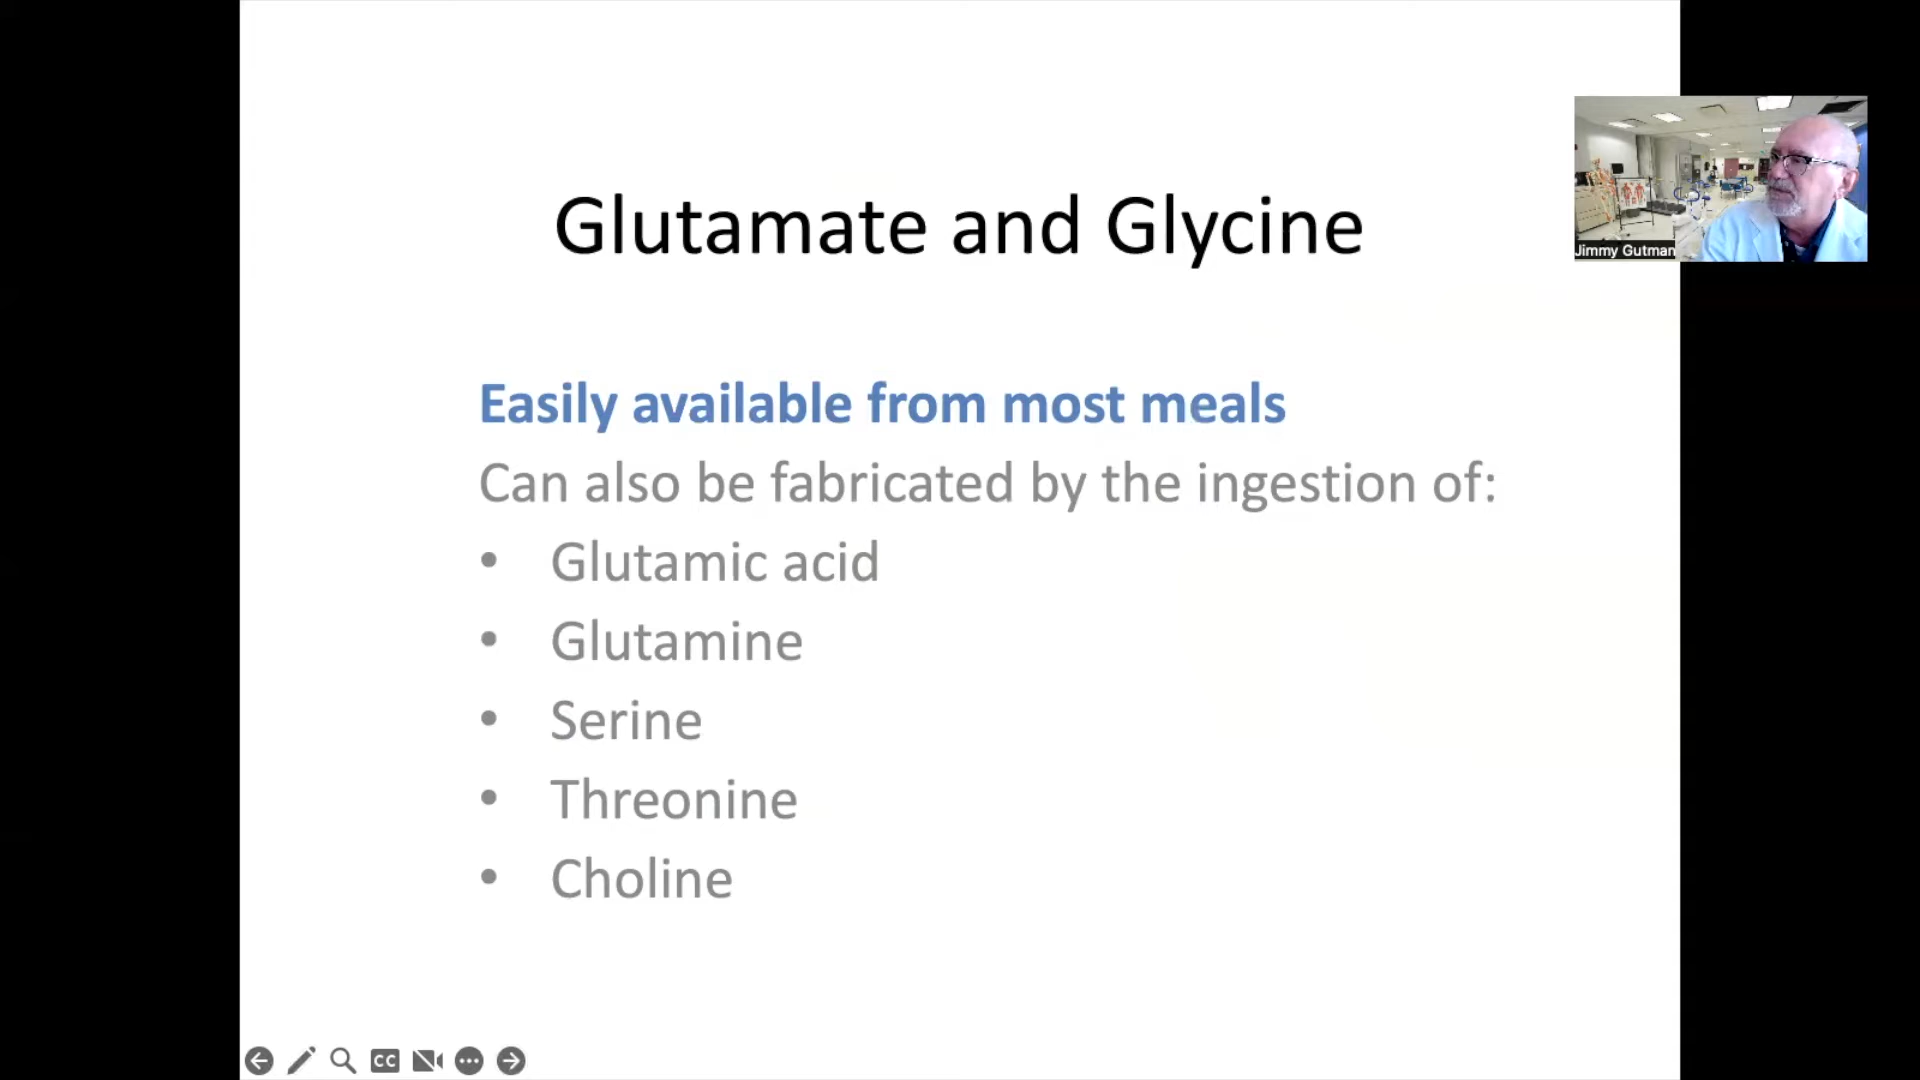 Glutamate and Glycine
Jimmy Gutman
Easily available from most meals
Can also be fabricated by the ingestion of:
• Glutamic acid
• Glutamine
• Serine
• Threonine
• Choline
CC